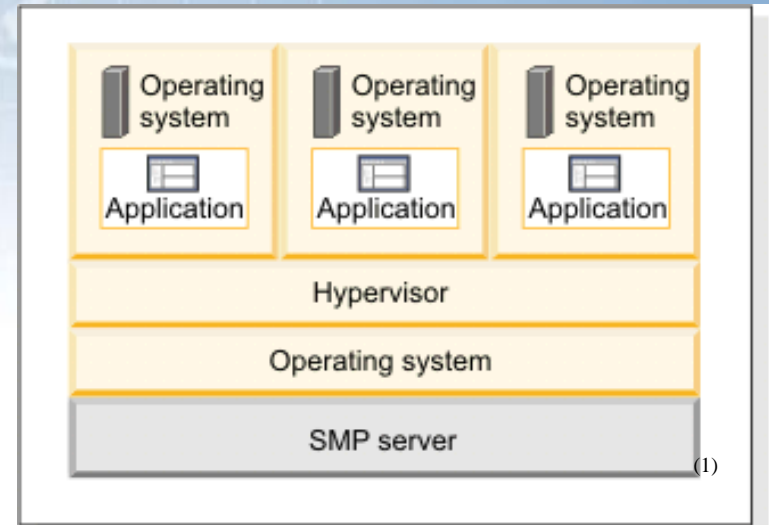 Operating
system
Application
Operating
system
Application
Operating
system
Application
Hypervisor
Operating system
SMP server
(1)